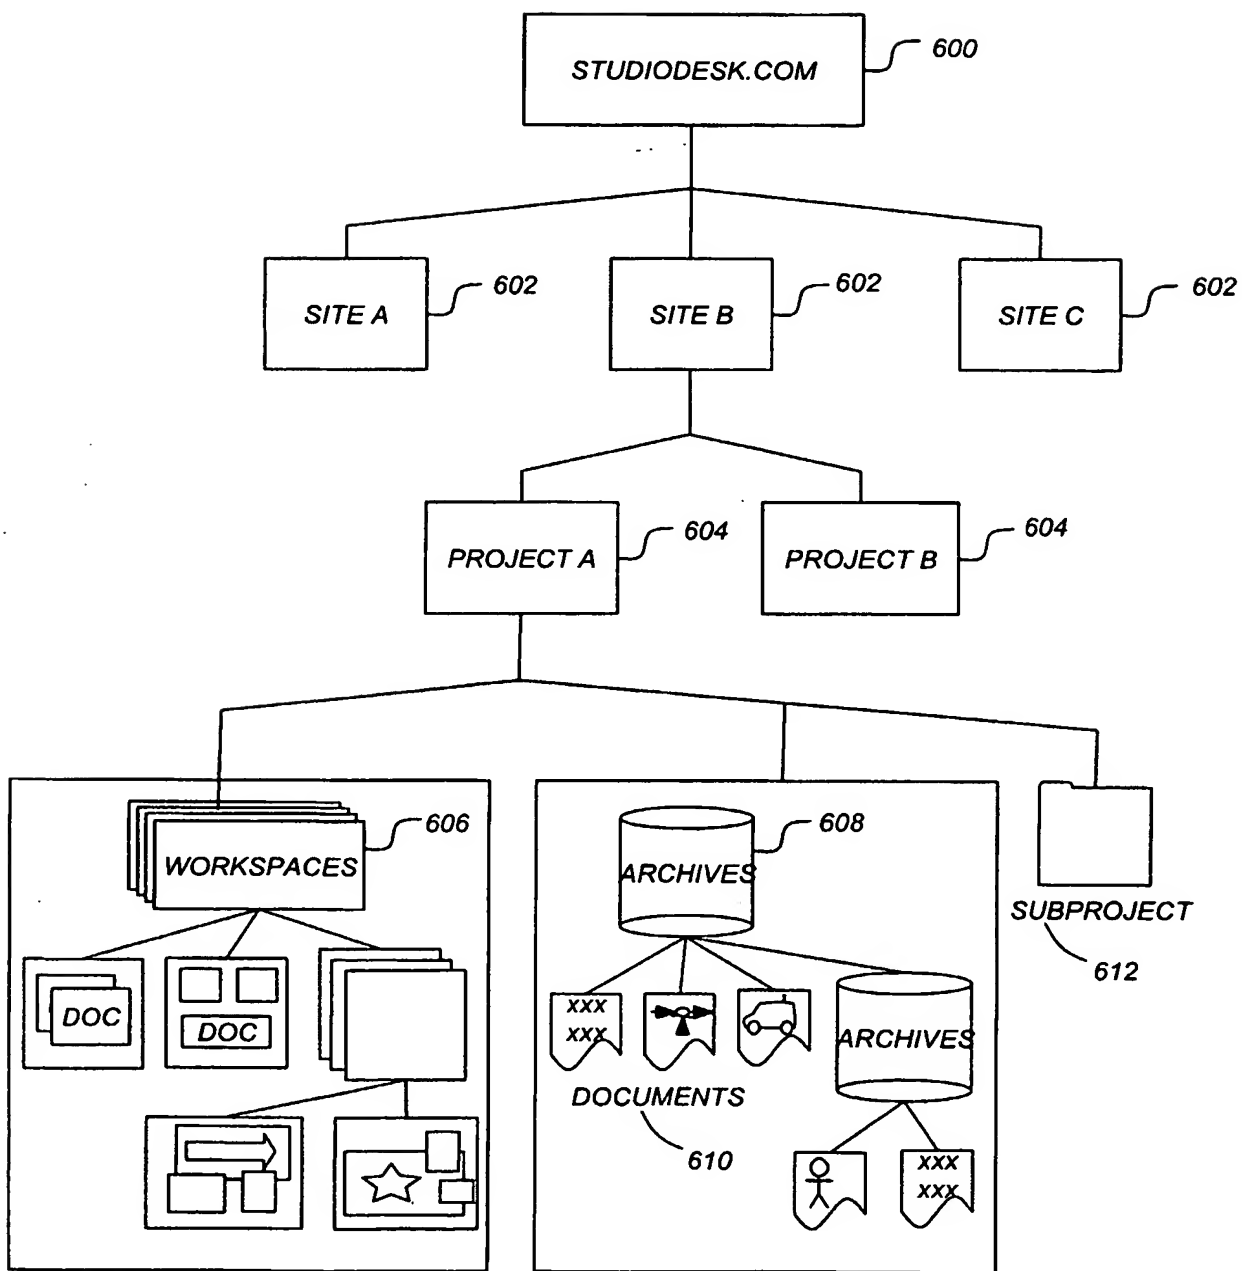 STUDIODESK.COM
600
SITE A
602
SITE B
602
SITE C
602
PROJECT A
604
PROJECT B
604
WORKSPACES
606
ARCHIVES
608
SUBPROJECT
612
DOC
DOC
XXX
XXX
ARCHIVES
DOCUMENTS
610
XXX
XXX